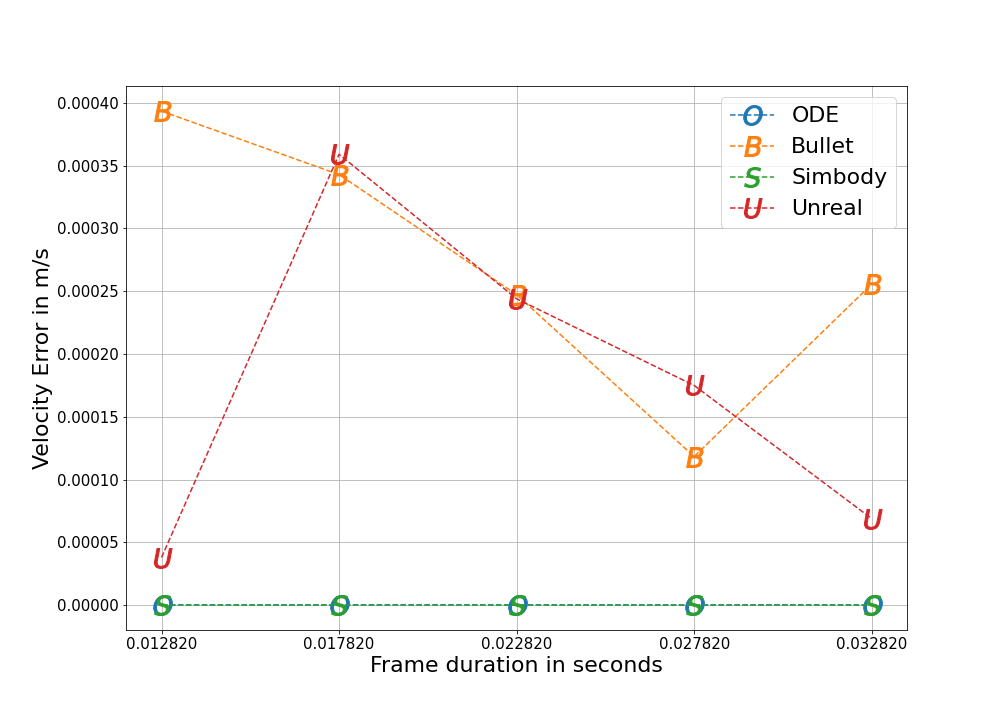 0.00040
0.00035
0.00030
0.00025
0.00020
0.00015
0.00010
0.00005
0.00000
Velocity Error in m/s
B
B
B
B
B
U
U
U
U
U
S
S
S
S
S
O ODE
B Bullet
S Simbody
U Unreal
0.012820 0.017820 0.022820 0.027820 0.032820
Frame duration in seconds